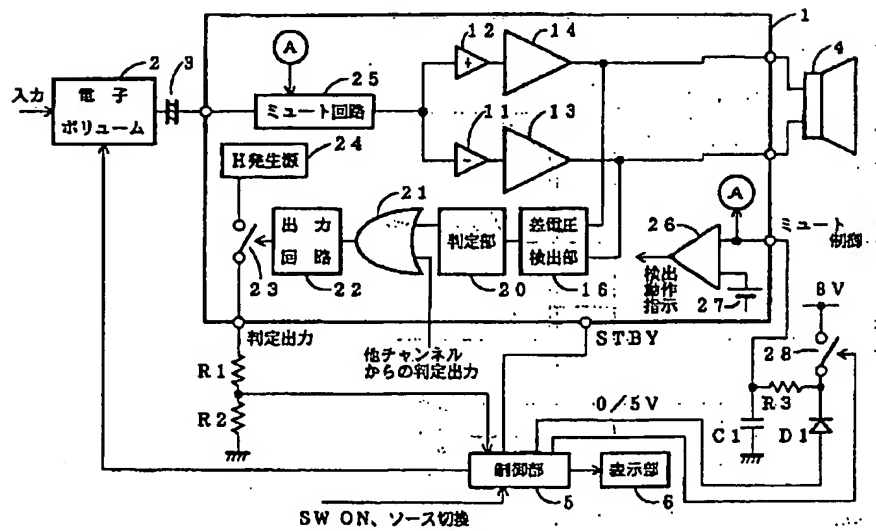 1
12
14
4
A
2
3
25
入力
電子
ボリューム
ミュート回路
+
11
13
24
H発生源
-
21
A
26
ミュート
制御
出力
回路
判定部
差電圧
検出部
検出
動作
指示
27
8V
23
22
20
16
28
判定出力
STBY
他チャンネル
からの判定出力
R1
R2
0/5V
R3
C1
D1
制御部
表示部
5
6
SW ON、ソース切換